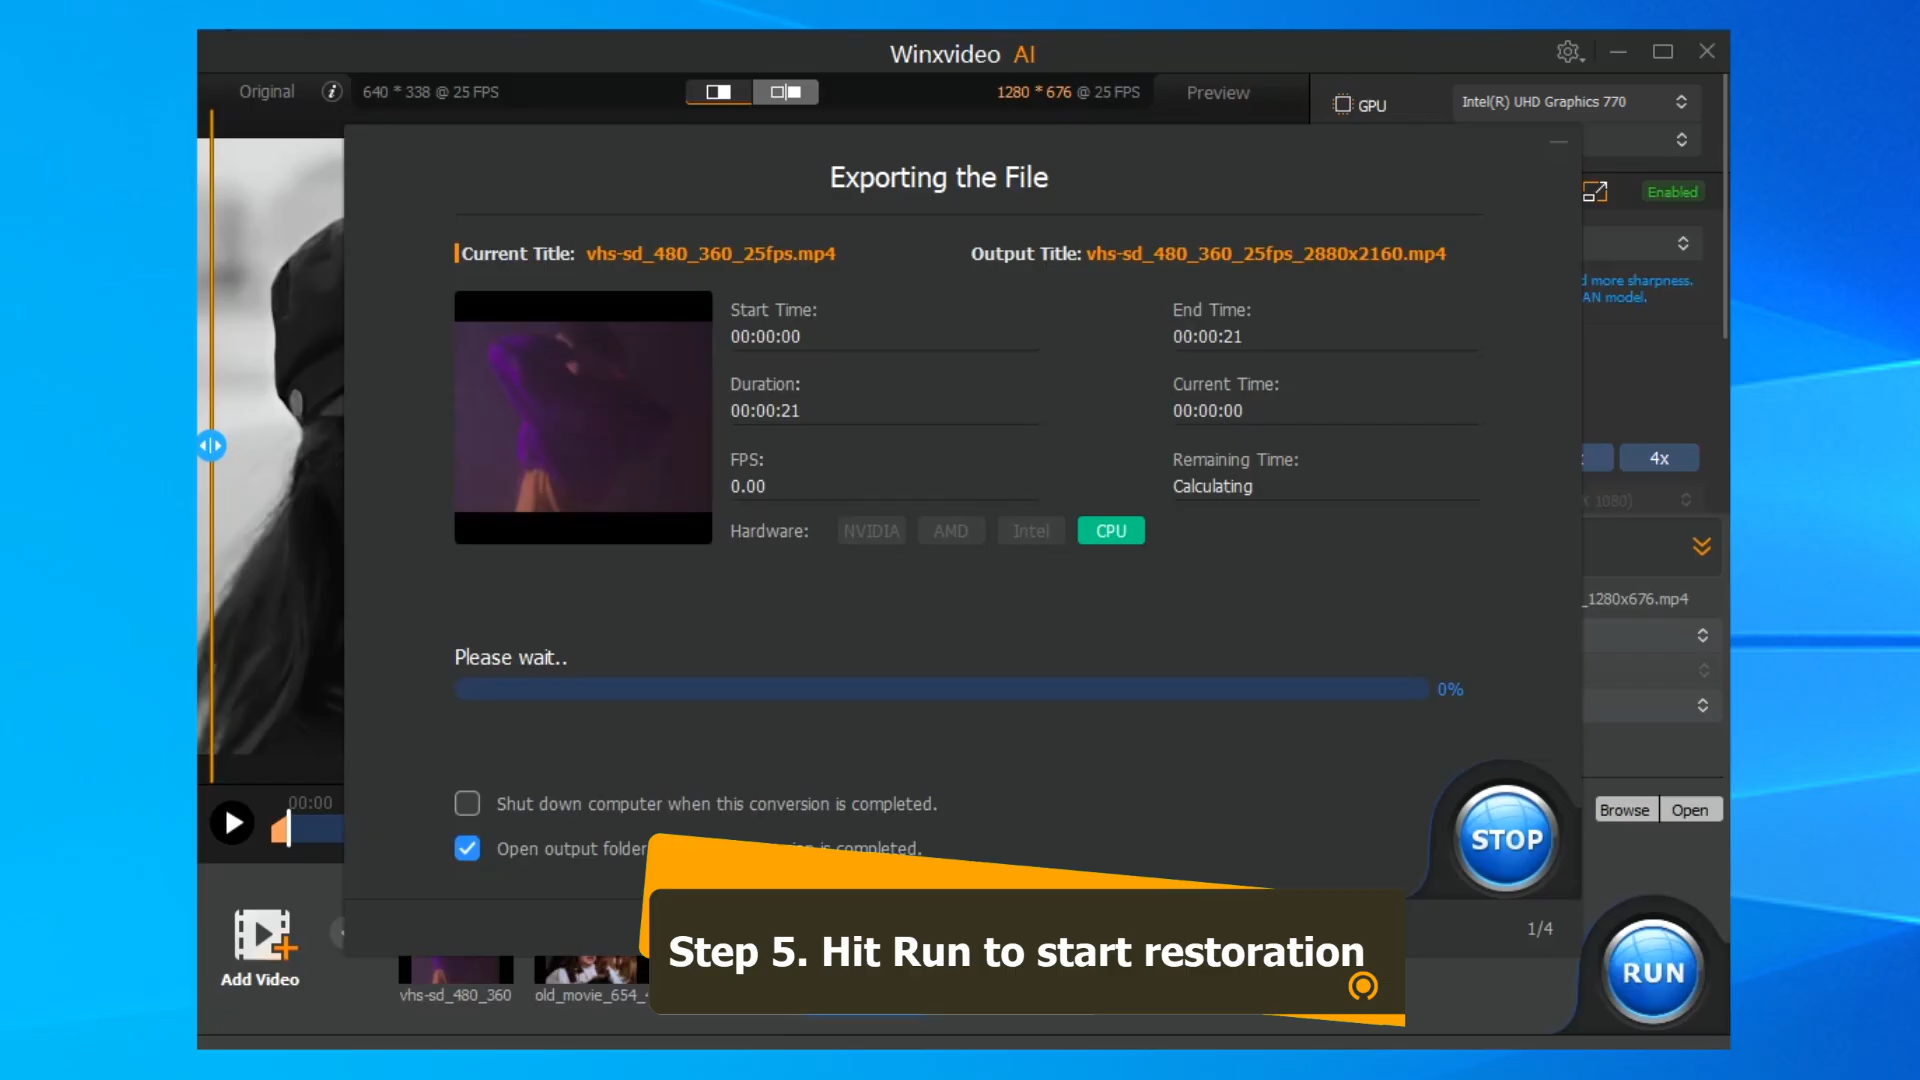 Winxvideo AI
Original 640 * 338 @ 25 FPS 1280 * 676 @ 25 FPS Preview
GPU Intel(R) UHD Graphics 770
Exporting the File
Enabled
Current Title: vhs-sd_480_360_25fps.mp4 Output Title: vhs-sd_480_360_25fps_2880x2160.mp4
more sharpness.
AN model.
Start Time: End Time:
00:00:00 00:00:21
Duration: Current Time:
00:00:21 00:00:00
FPS: Remaining Time:
0.00 Calculating
4x
1080)
Hardware: NVIDIA AMD Intel CPU
_1280x676.mp4
Please wait..
0%
00:00
Shut down computer when this conversion is completed.
Browse Open
STOP
Open output folder is completed.
1/4
Step 5. Hit Run to start restoration
RUN
Add Video
vhs-sd_480_360 old_movie_654_